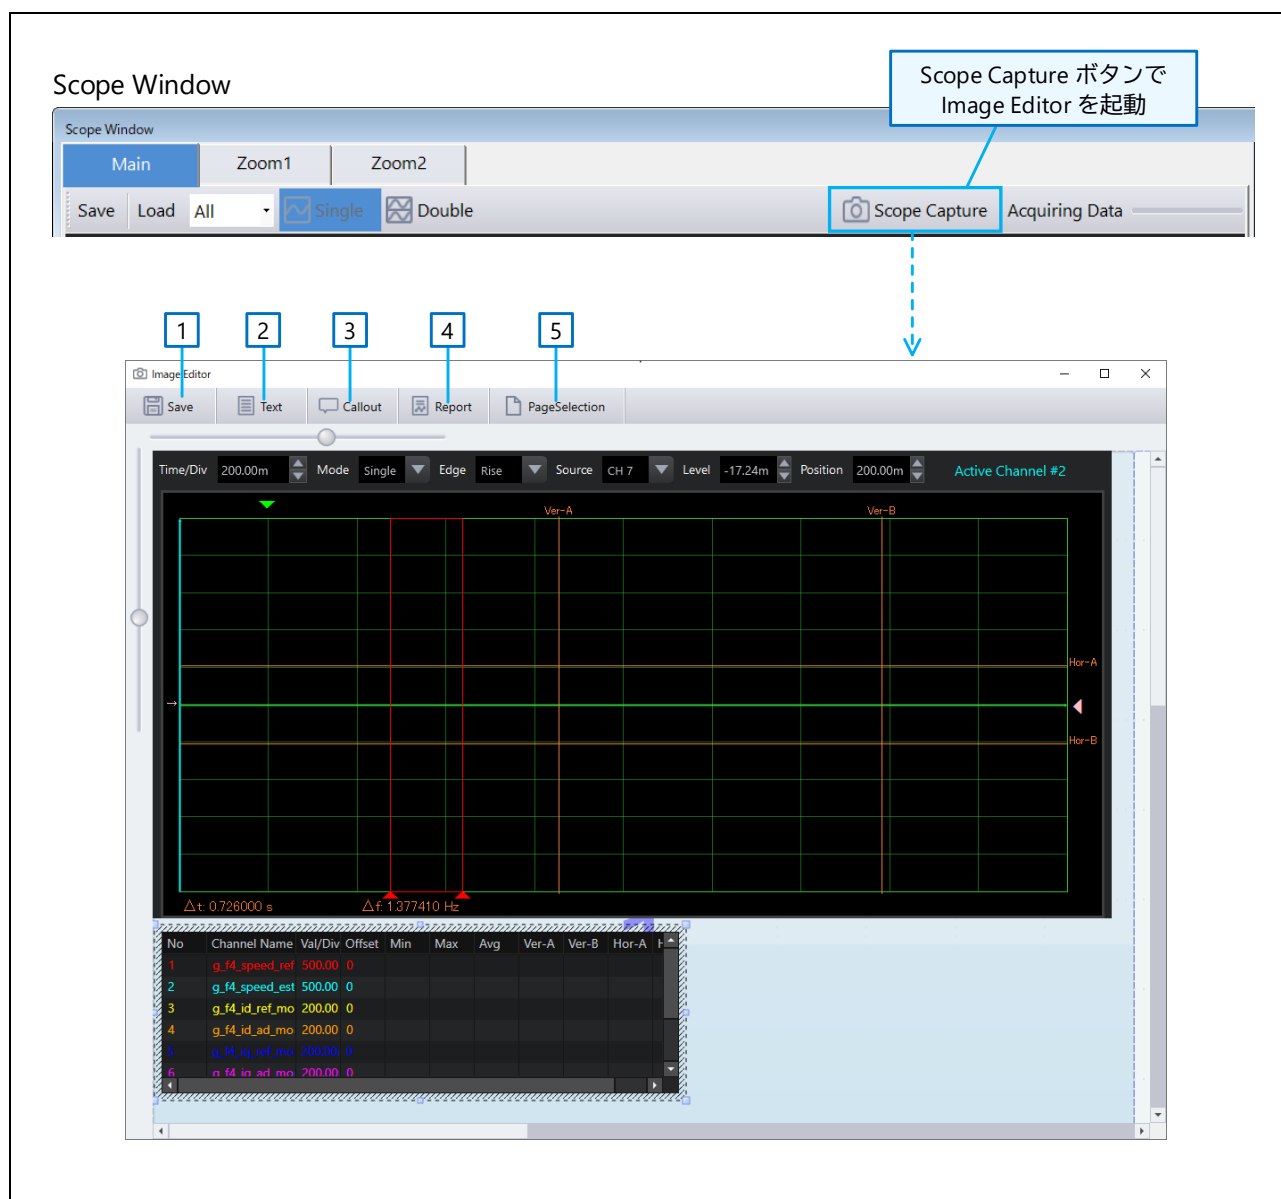 Scope Window
Scope Capture ボタンで
Image Editor を起動
Scope Window
Main Zoom1 Zoom2
Save Load All Single Double Scope Capture Acquiring Data
1 2 3 4 5
Image Editor
Save Text Callout Report PageSelection
Time/Div 200.00m Mode Single Edge Rise Source CH 7 Level -17.24m Position 200.00m Active Channel #2
Ver-A Ver-B
Hor-A
Hor-B
△t: 0.726000 s △f: 1.377410 Hz
No Channel Name Val/Div Offset Min Max Avg Ver-A Ver-B Hor-A
1 g_f4_speed_ref 500.00 0
2 g_f4_speed_est 500.00 0
3 g_f4_id_ref_mo 200.00 0
4 g_f4_id_ad_mo 200.00 0
5 g_f4_iq_ref_mo 200.00 0
6 g_f4_iq_ad_mo 200.00 0